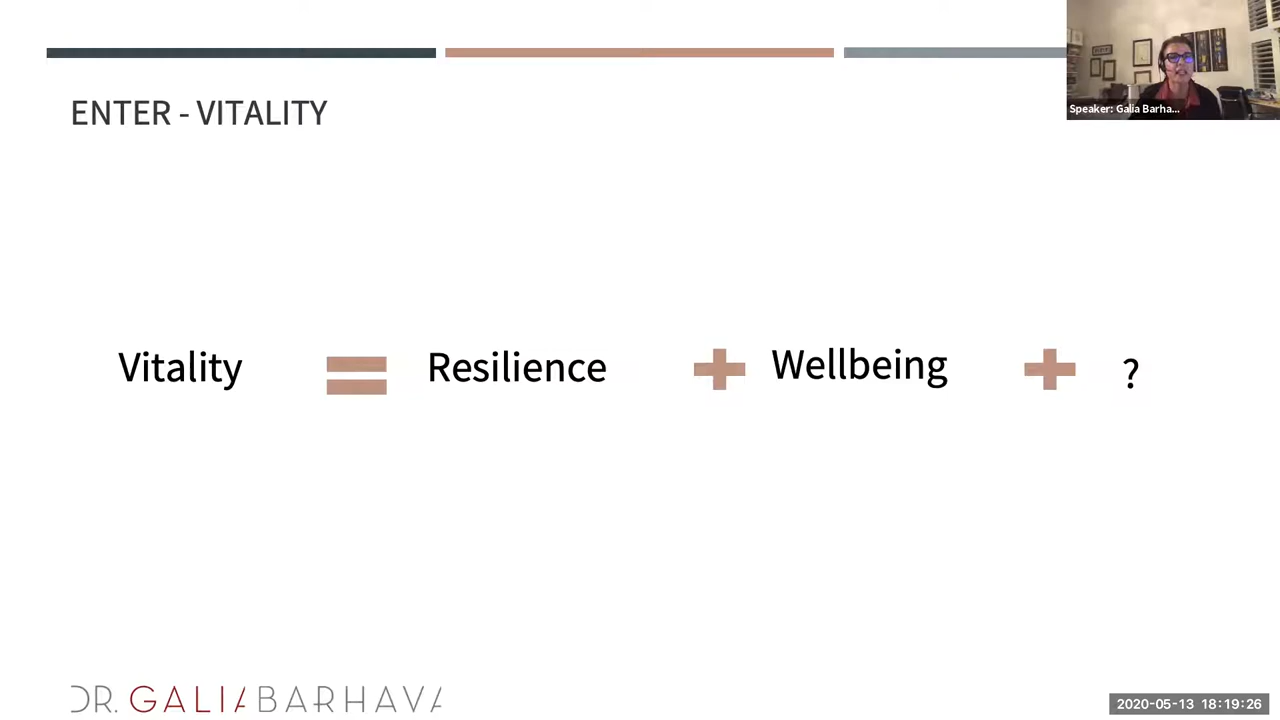 Speaker: Galia Barha...
ENTER - VITALITY
Vitality = Resilience + Wellbeing + ?
DR. GALIA BARHAVA
2020-05-13 18:19:26